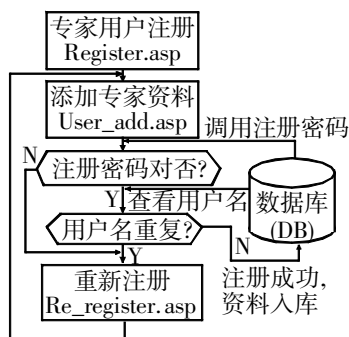 专家用户注册
Register.asp
添加专家资料
User_add.asp
调用注册密码
N
注册密码对否?
Y
查看用户名
数据库
(DB)
用户名重复?
N
Y
注册成功,
资料入库
重新注册
Re_register.asp